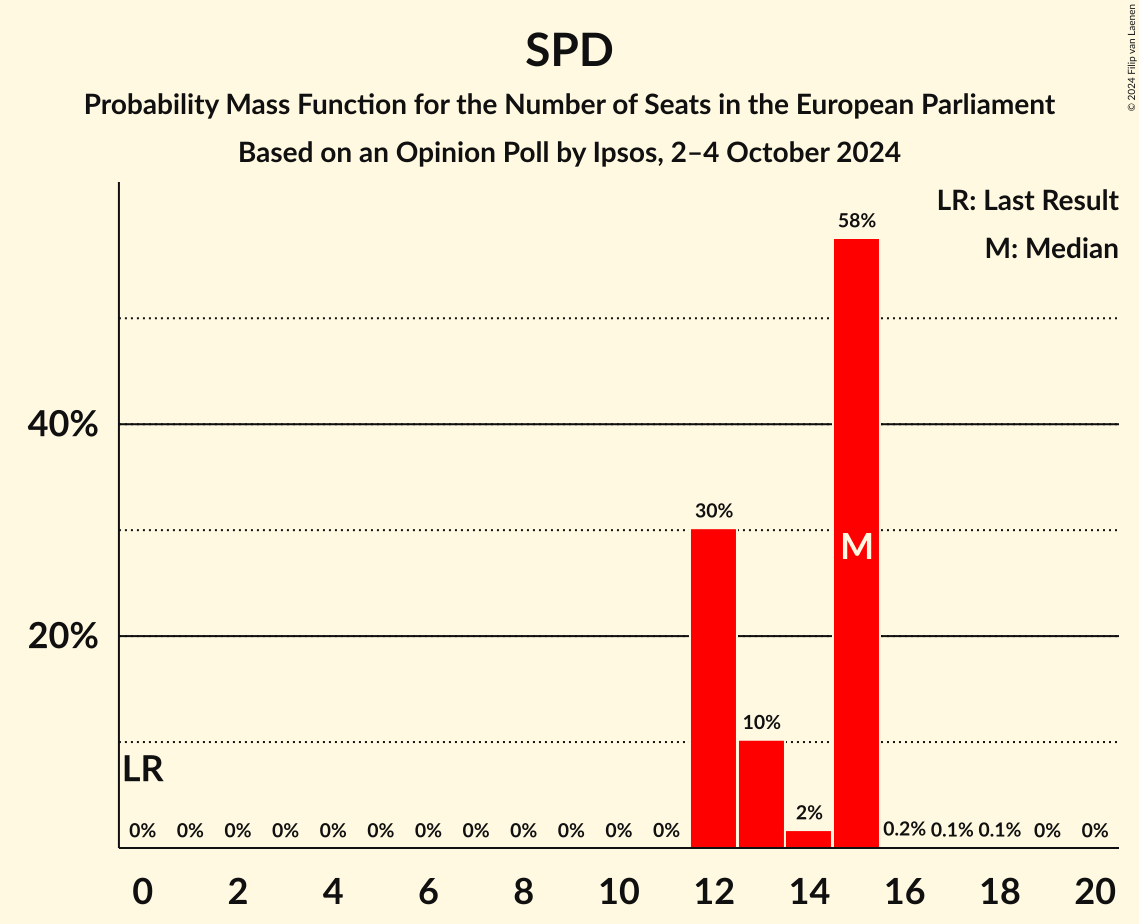 SPD
Probability Mass Function for the Number of Seats in the European Parliament
Based on an Opinion Poll by Ipsos, 2–4 October 2024
© 2024 Filip van Laenen
LR: Last Result
M: Median
58%
40%
30%
M
20%
10%
LR
2%
0% 0% 0% 0% 0% 0% 0% 0% 0% 0% 0% 0% 0.2% 0.1% 0.1% 0% 0%
0 2 4 6 8 10 12 14 16 18 20